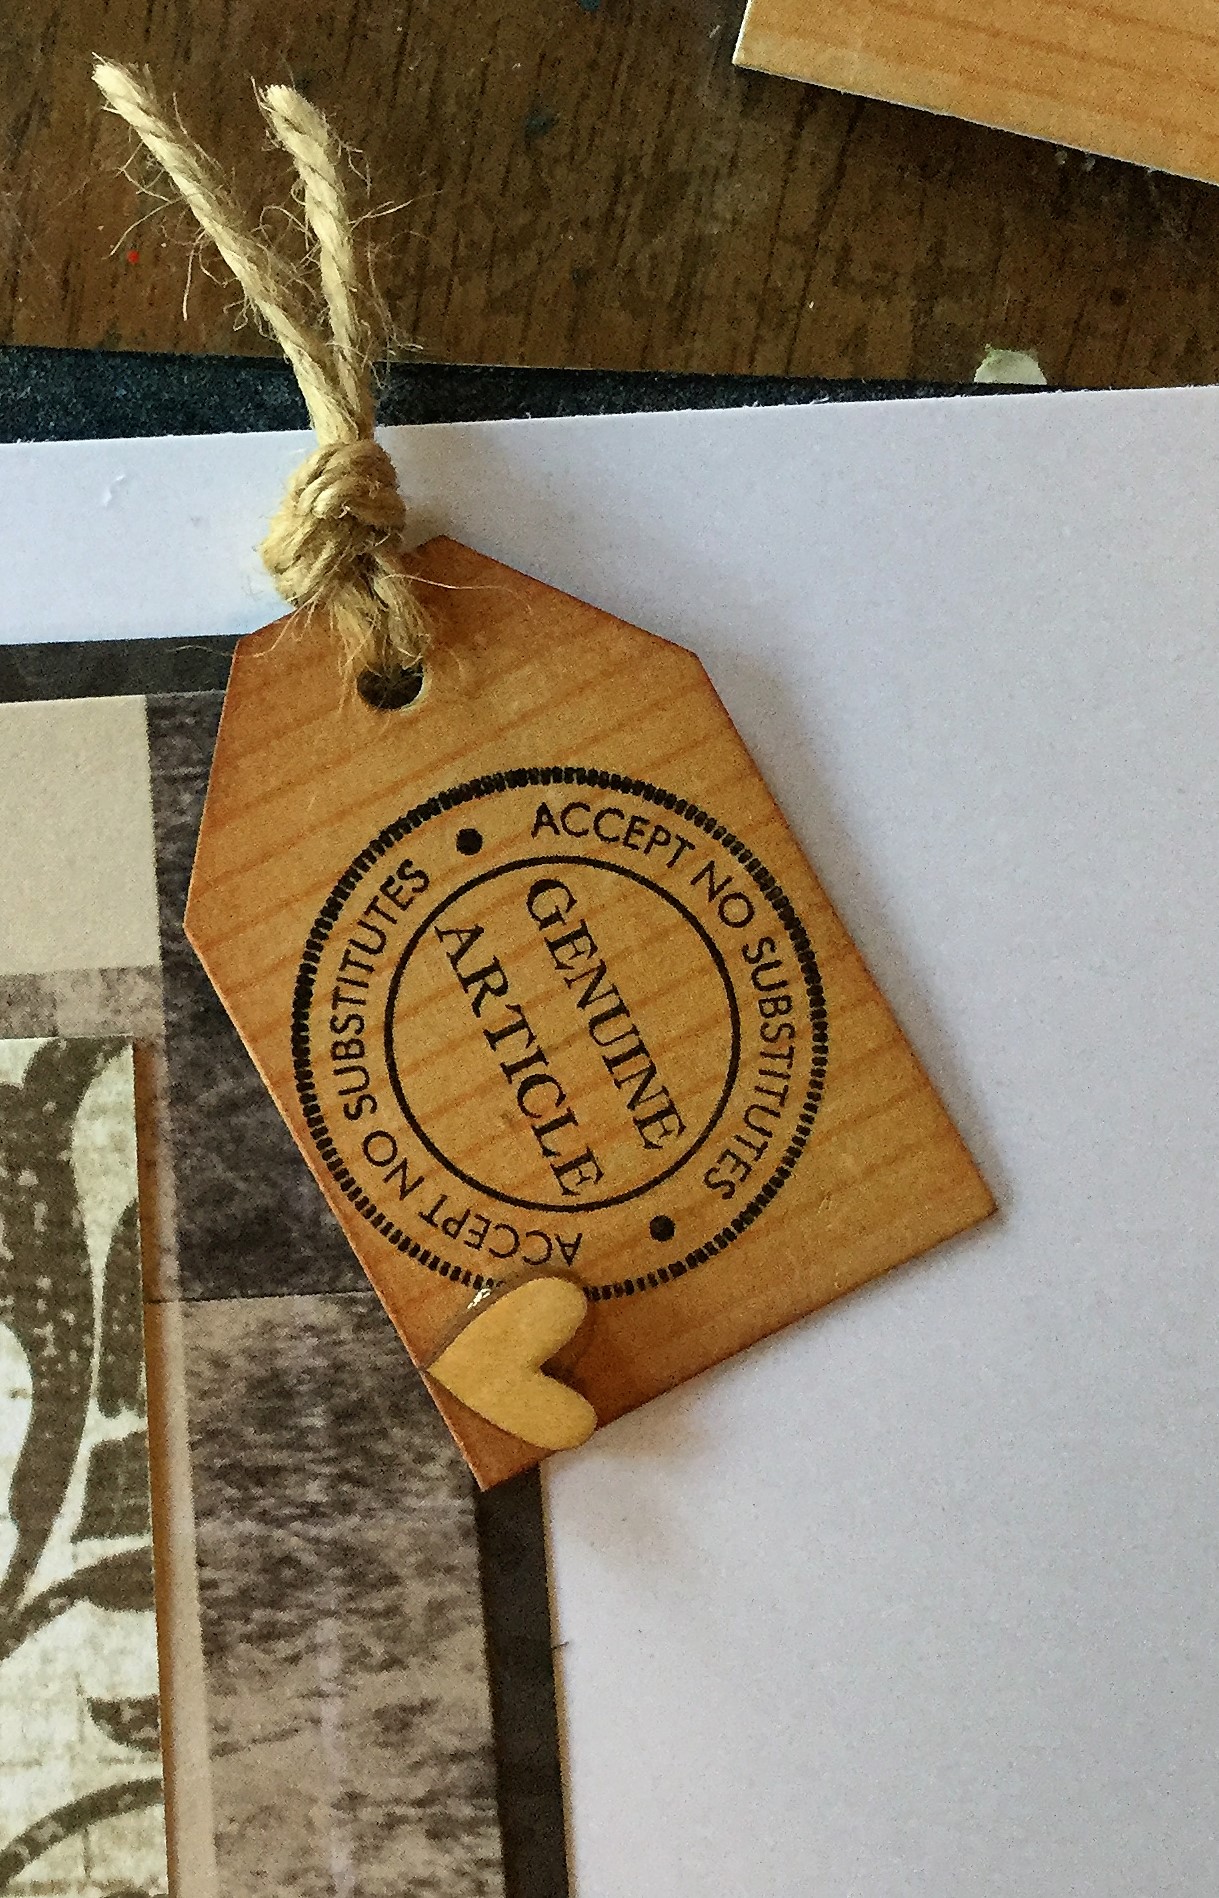 ACCEPT NO SUBSTITUTES
GENUINE
ARTICLE
ACCEPT NO SUBSTITUTES